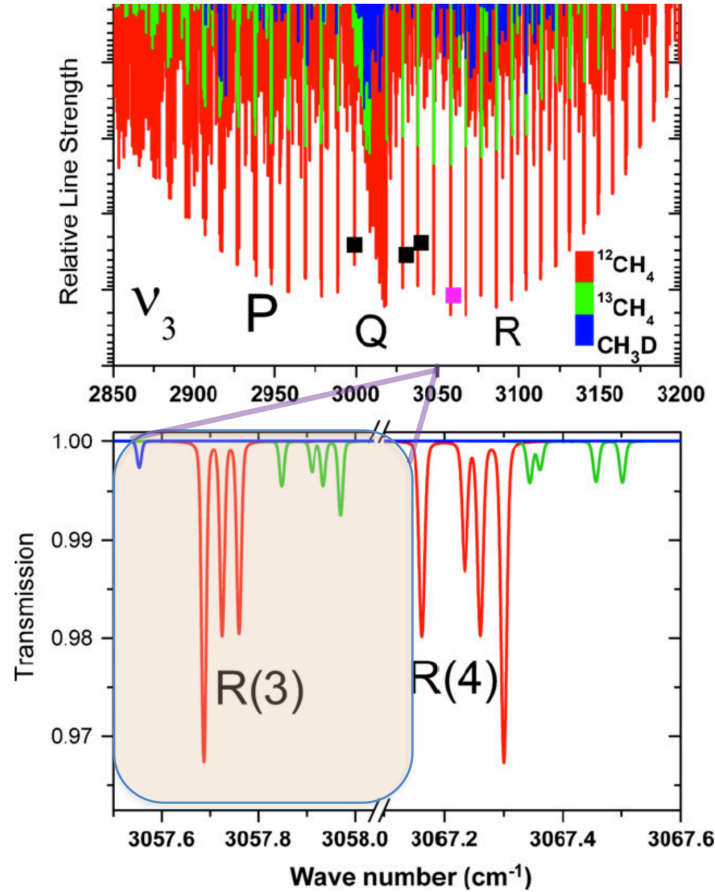 Relative Line Strength
ν₃
P
Q
R
¹²CH₄
¹³CH₄
CH₃D
2850 2900 2950 3000 3050 3100 3150 3200
1.00
0.99
0.98
0.97
Transmission
R(3)
R(4)
3057.6 3057.8 3058.0 3067.2 3067.4 3067.6
Wave number (cm⁻¹)